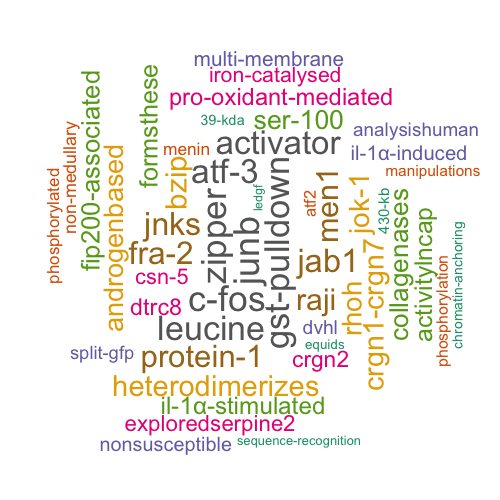 multi-membrane
iron-catalysed
pro-oxidant-mediated
39-kda
ser-100
analysishuman
menin
activator
il-1α-induced
manipulations
atf-3
phosphorylated
non-medullary
fip200-associated
androgenbased
formsthese
bzip
zipper
junb
ledgf
gst-pulldown
atf2
men1
jok-1
430-kb
collagenases
activitylncap
phosphorylation
chromatin-anchoring
jnks
fra-2
csn-5
jab1
rhoh
crgn1-crgn7
c-fos
raji
dtrc8
leucine
dvhl
equids
split-gfp
protein-1
crgn2
heterodimerizes
il-1α-stimulated
exploredserpine2
nonsusceptible
sequence-recognition